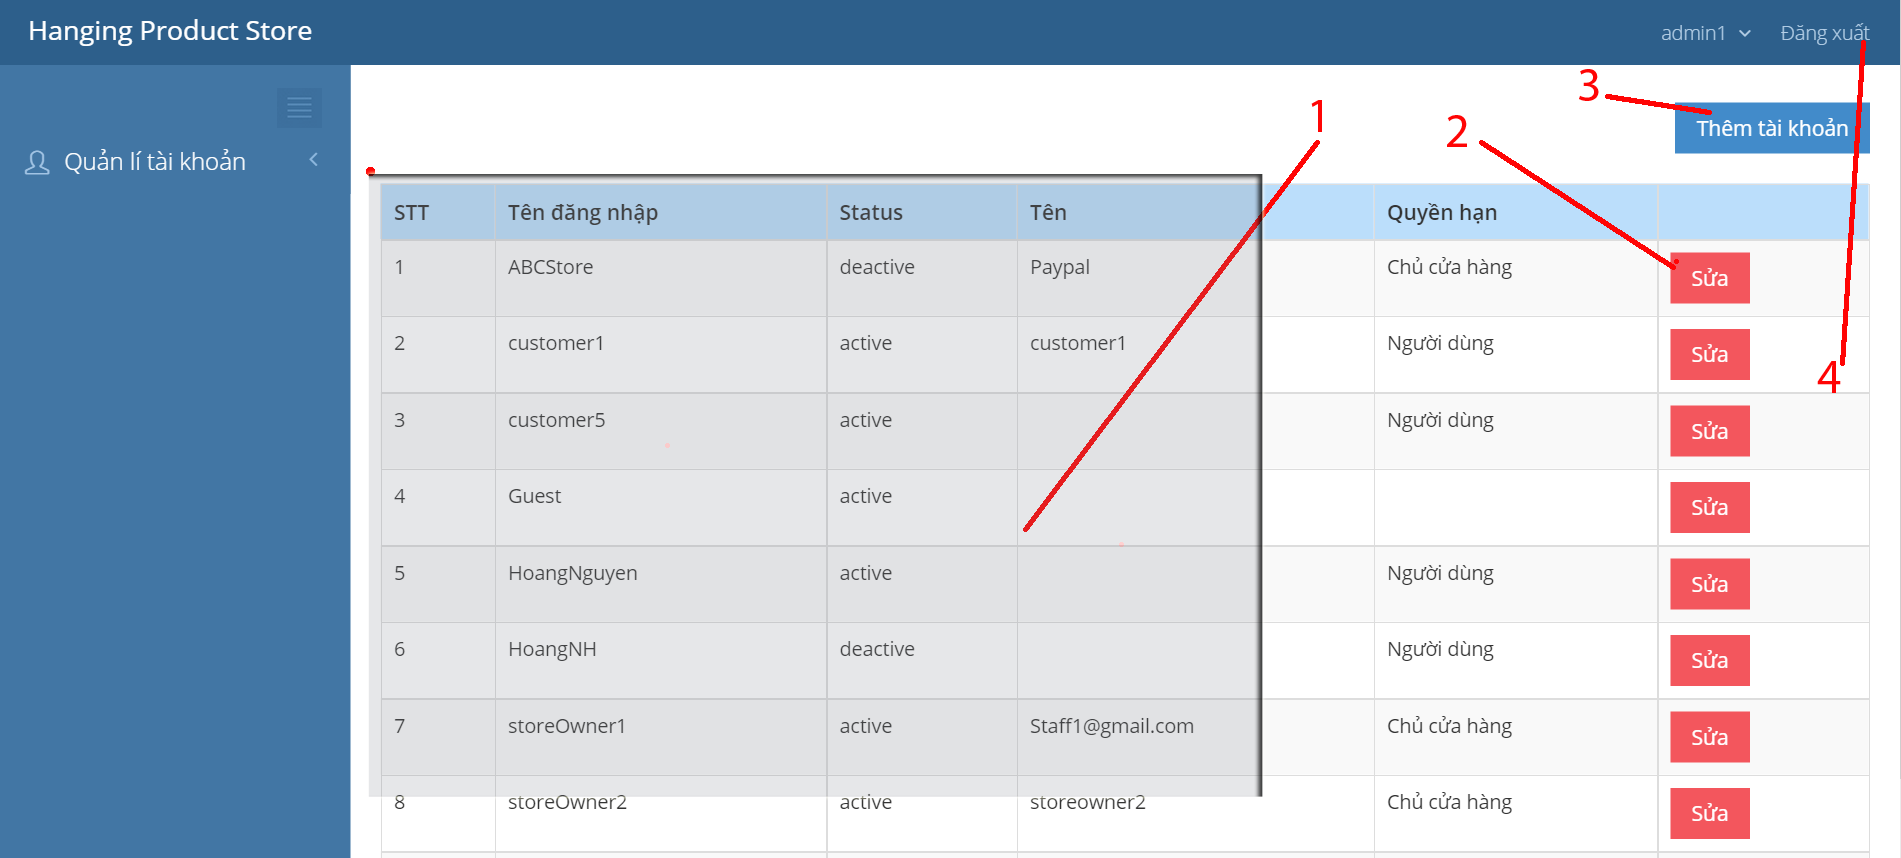 Hanging Product Store
admin1 Đăng xuất
3
Thêm tài khoản
1
2
Quản lí tài khoản
STT Tên đăng nhập Status Tên Quyền hạn
1 ABCStore deactive Paypal Chủ cửa hàng Sửa
2 customer1 active customer1 Người dùng Sửa
4
3 customer5 active Người dùng Sửa
4 Guest active Sửa
5 HoangNguyen active Người dùng Sửa
6 HoangNH deactive Người dùng Sửa
7 storeOwner1 active Staff1@gmail.com Chủ cửa hàng Sửa
8 storeOwner2 active storeowner2 Chủ cửa hàng Sửa